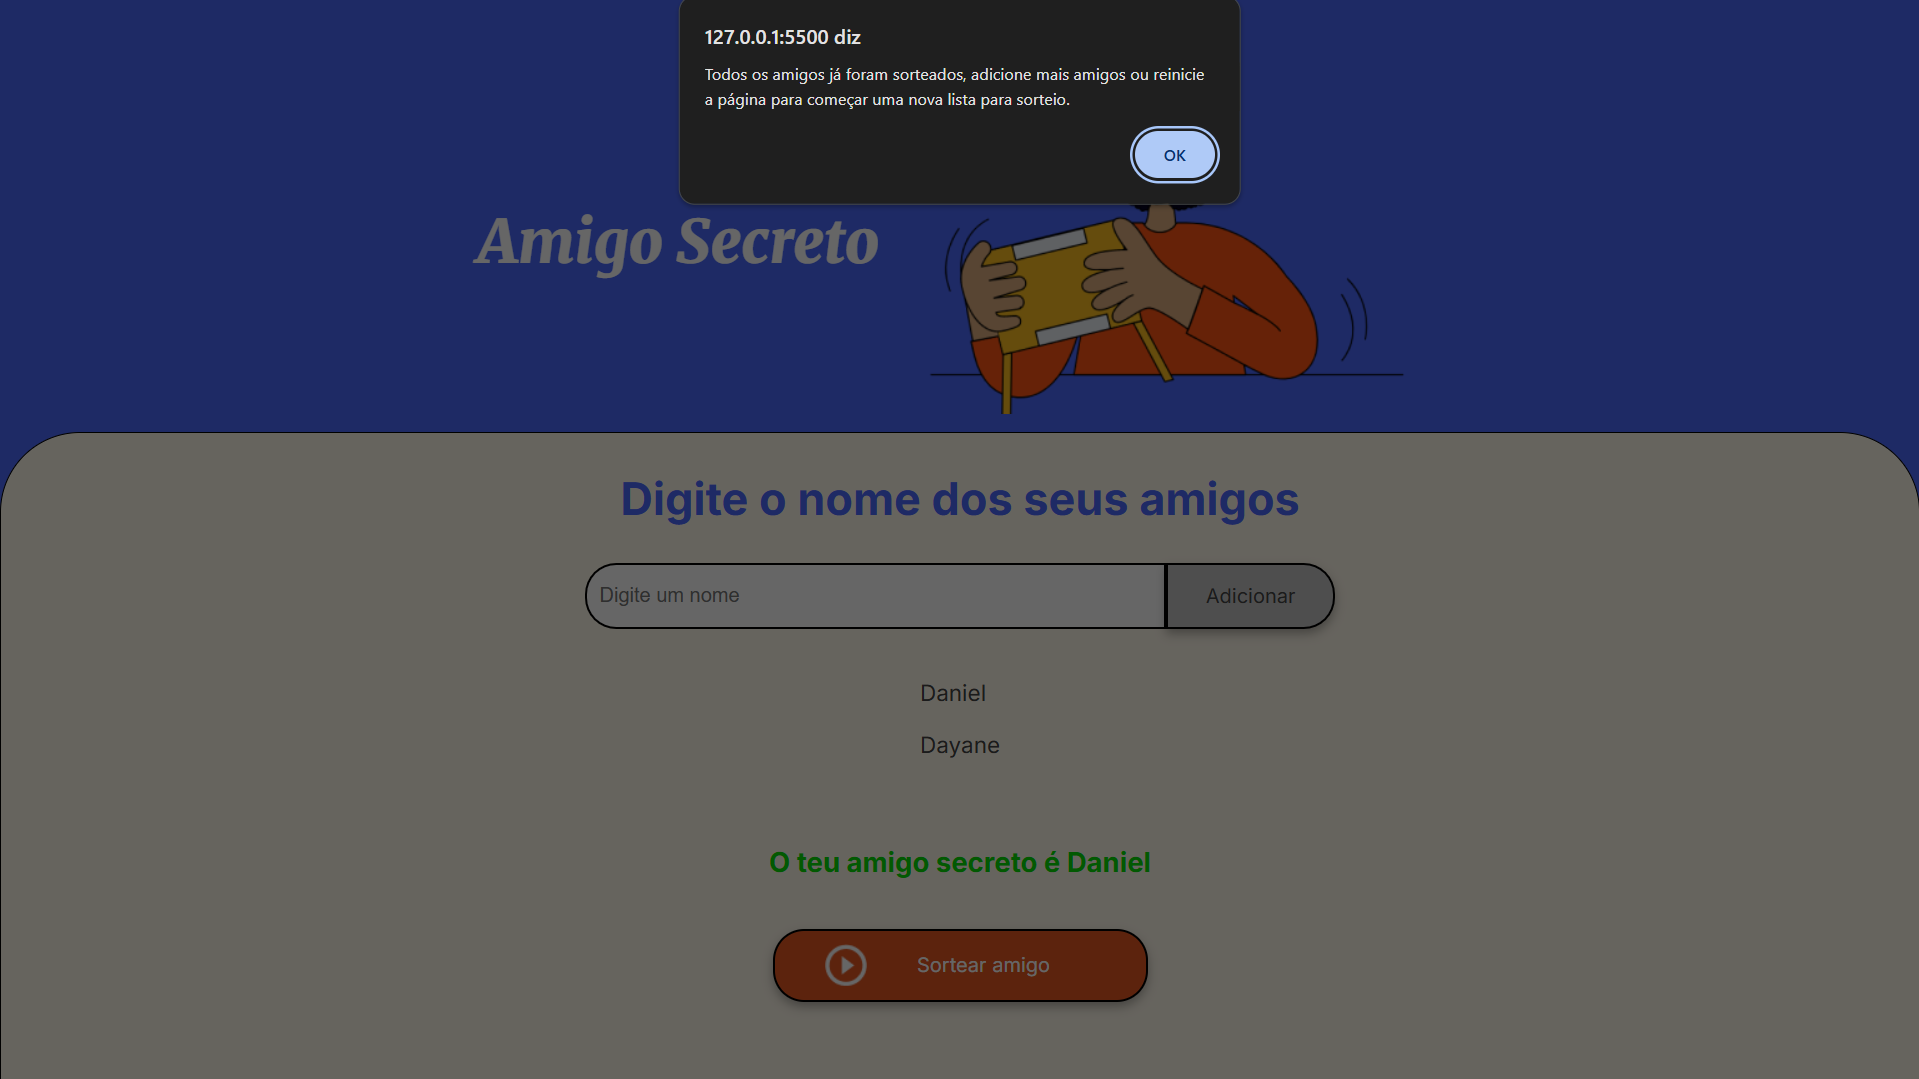 127.0.0.1:5500 diz
Todos os amigos já foram sorteados, adicione mais amigos ou reinicie
a página para começar uma nova lista para sorteio.
OK
Amigo Secreto
Digite o nome dos seus amigos
Digite um nome
Adicionar
Daniel
Dayane
O teu amigo secreto é Daniel
Sortear amigo